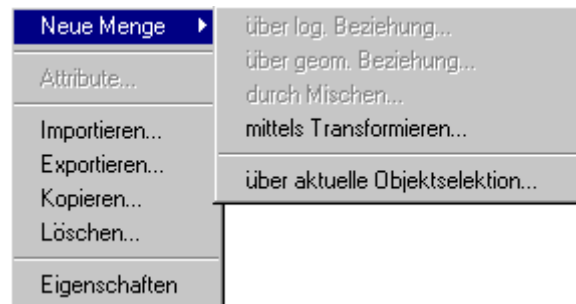 Neue Menge
Attribute...
Importieren...
Exportieren...
Kopieren...
Löschen...
Eigenschaften
über log. Beziehung...
über geom. Beziehung...
durch Mischen...
mittels Transformieren...
über aktuelle Objektselektion...